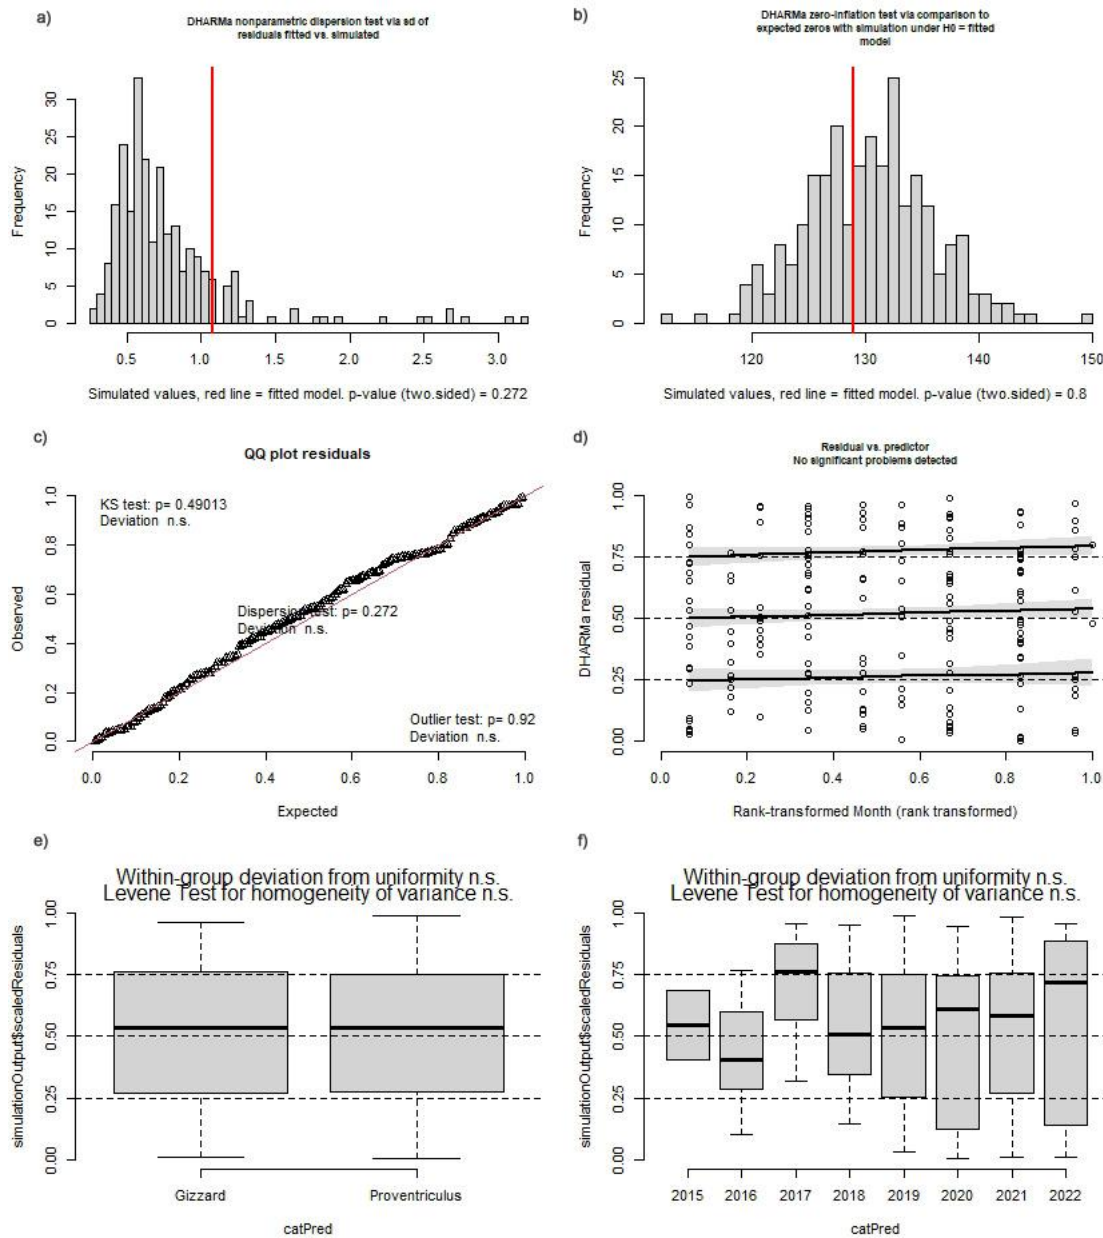 a)
DHARMa nonparametric dispersion test via sd of
residuals fitted vs. simulated
Frequency
0 5 10 15 20 25 30
0.5 1.0 1.5 2.0 2.5 3.0
Simulated values, red line = fitted model. p-value (two.sided) = 0.272
b)
DHARMa zero-inflation test via comparison to
expected zeros with simulation under H0 = fitted
model
Frequency
0 5 10 15 20 25
120 130 140 150
Simulated values, red line = fitted model. p-value (two.sided) = 0.8
c)
QQ plot residuals
KS test: p= 0.49013
Deviation n.s.
Dispersion test: p= 0.272
Deviation n.s.
Outlier test: p= 0.92
Deviation n.s.
Observed
0.0 0.2 0.4 0.6 0.8 1.0
0.0 0.2 0.4 0.6 0.8 1.0
Expected
d)
Residual vs. predictor
No significant problems detected
DHARMa residual
0.00 0.25 0.50 0.75 1.00
0.0 0.2 0.4 0.6 0.8 1.0
Rank-transformed Month (rank transformed)
e)
Within-group deviation from uniformity n.s.
Levene Test for homogeneity of variance n.s.
simulationOutput$scaledResiduals
0.00 0.25 0.50 0.75 1.00
Gizzard Proventriculus
catPred
f)
Within-group deviation from uniformity n.s.
Levene Test for homogeneity of variance n.s.
simulationOutput$scaledResiduals
0.00 0.25 0.50 0.75 1.00
2015 2016 2017 2018 2019 2020 2021 2022
catPred